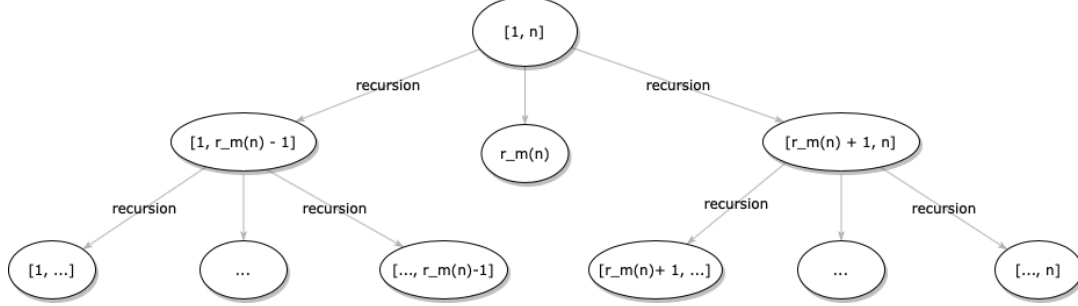 [1, n]
recursion
recursion
[1, r_m(n) - 1]
r_m(n)
[r_m(n) + 1, n]
recursion
recursion
recursion
recursion
[1, ...]
...
[..., r_m(n)-1]
[r_m(n)+ 1, ...]
...
[..., n]